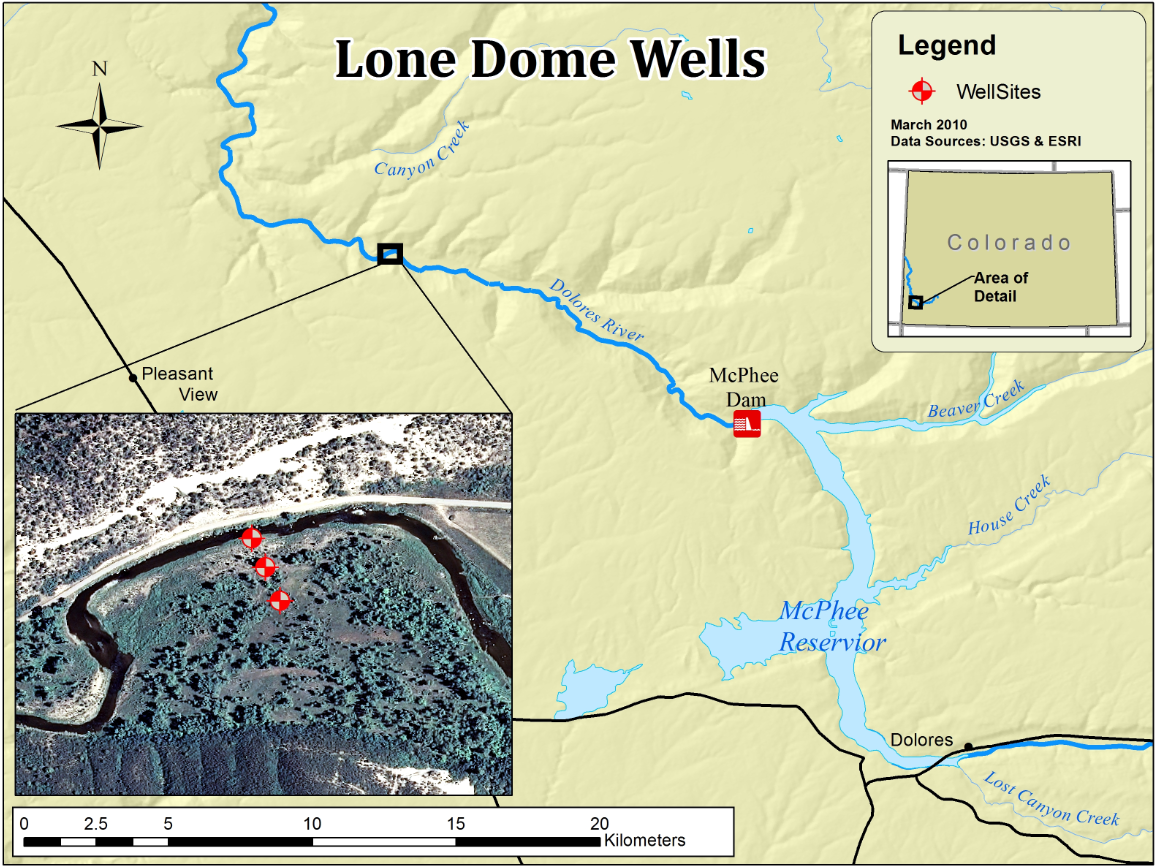 Lone Dome Wells
N
Legend
WellSites
March 2010
Data Sources: USGS & ESRI
Colorado
Area of
Detail
Canyon Creek
Dolores River
Pleasant
View
McPhee
Dam
Beaver Creek
House Creek
McPhee
Reservior
Dolores
Lost Canyon Creek
0 2.5 5 10 15 20
Kilometers